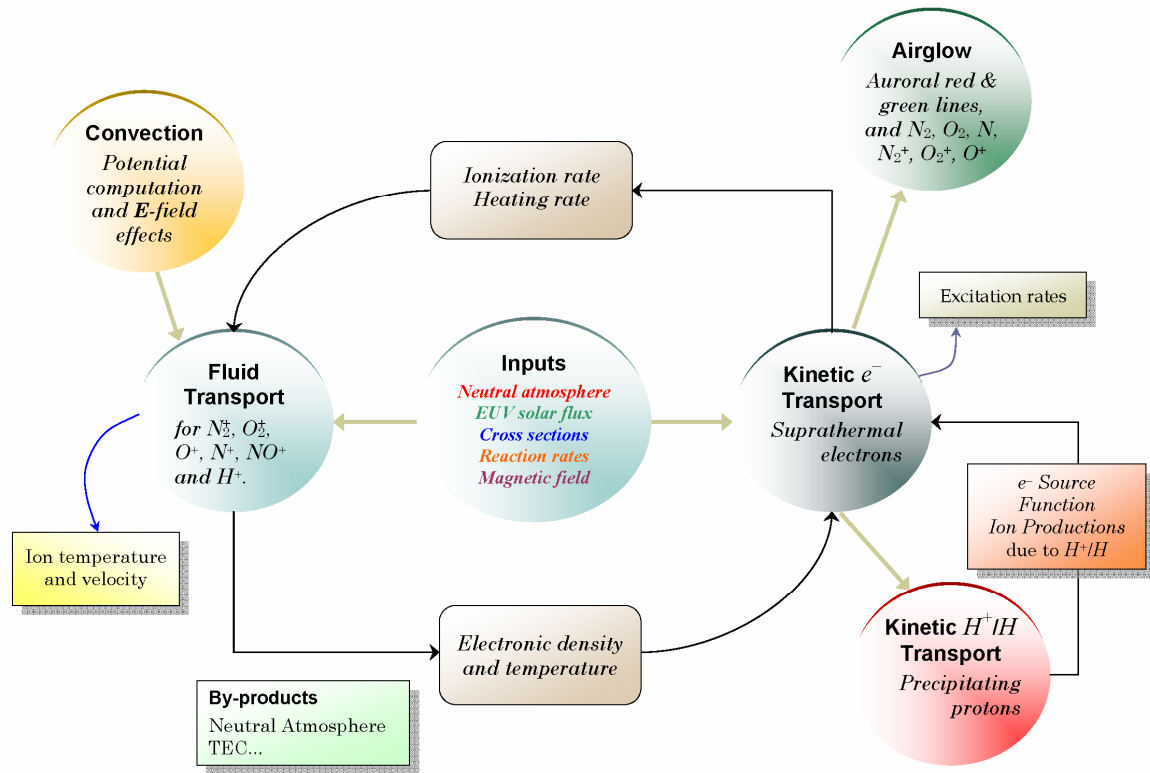 Airglow
Auroral red &
green lines,
and N₂, O₂, N,
N₂⁺, O₂⁺, O⁺
Convection
Potential
computation
and E-field
effects
Ionization rate
Heating rate
Excitation rates
Fluid
Transport
for N₂⁺, O₂⁺,
O⁺, N⁺, NO⁺
and H⁺.
Inputs
Neutral atmosphere
EUV solar flux
Cross sections
Reaction rates
Magnetic field
Kinetic e⁻
Transport
Suprathermal
electrons
e⁻ Source
Function
Ion Productions
due to H⁺/H
Ion temperature
and velocity
Electronic density
and temperature
Kinetic H⁺/H
Transport
Precipitating
protons
By-products
Neutral Atmosphere
TEC...